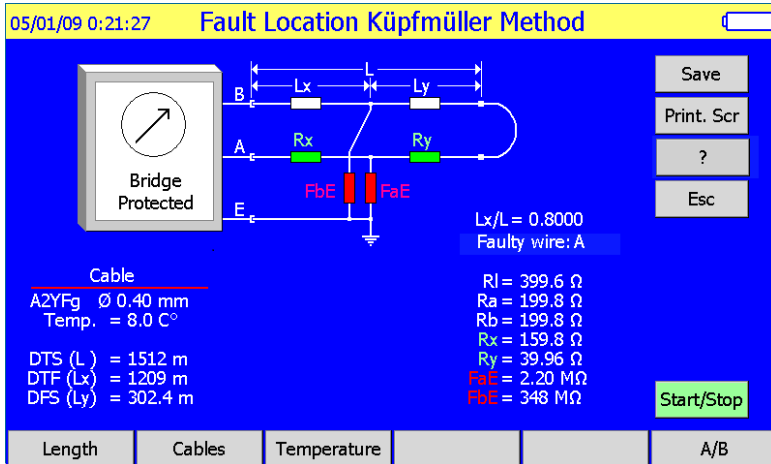 05/01/09 0:21:27 Fault Location Küpfmüller Method
L
Lx Ly
B
Rx Ry
A
FbE FaE
E
Bridge
Protected
Lx/L = 0.8000
Faulty wire: A
Cable
A2YFg Ø 0.40 mm
Temp. = 8.0 C°
DTS (L ) = 1512 m
DTF (Lx) = 1209 m
DFS (Ly) = 302.4 m
Rl = 399.6 Ω
Ra = 199.8 Ω
Rb = 199.8 Ω
Rx = 159.8 Ω
Ry = 39.96 Ω
FaE = 2.20 MΩ
FbE = 348 MΩ
Save
Print. Scr
?
Esc
Start/Stop
Length Cables Temperature A/B